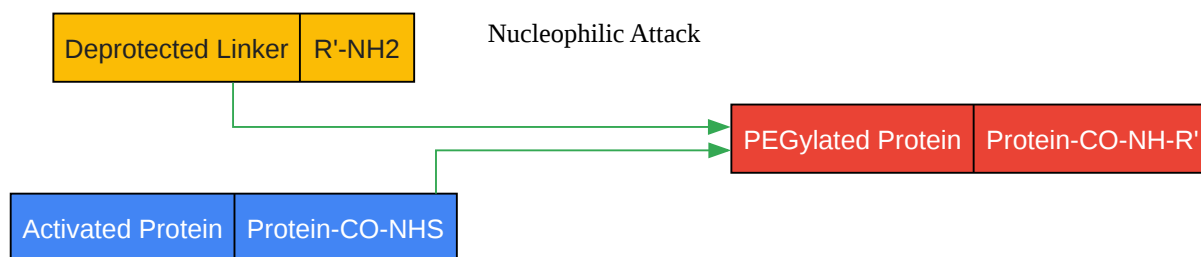 Nucleophilic Attack
Deprotected Linker R'-NH2
PEGylated Protein Protein-CO-NH-R'
Activated Protein Protein-CO-NHS